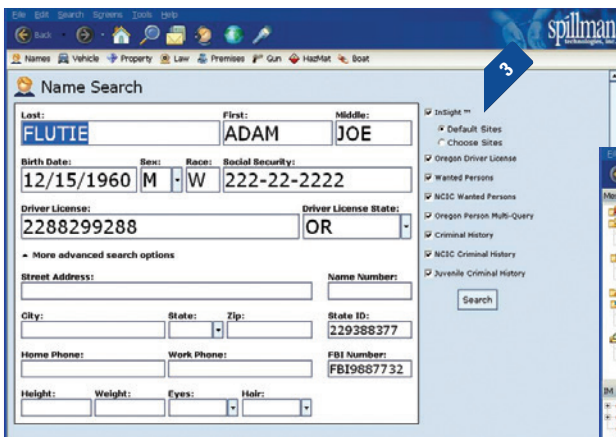 File Edit Search Screens Tools Help
Back
spillman
technologies, inc.
Names Vehicle Property Law Premises Gun HazMat Boat
3
Name Search
Last: First: Middle:
FLUTIE ADAM JOE
Birth Date: Sex: Race: Social Security:
12/15/1960 M W 222-22-2222
Driver License: Driver License State:
2288299288 OR
More advanced search options
Street Address: Name Number:
City: State: Zip: State ID:
229388377
Home Phone: Work Phone: FBI Number:
FBI9887732
Height: Weight: Eyes: Hair:
InSight ™
Default Sites
Choose Sites
Oregon Driver License
Wanted Persons
NCIC Wanted Persons
Oregon Person Multi-Query
Criminal History
NCIC Criminal History
Juvenile Criminal History
Search
IM